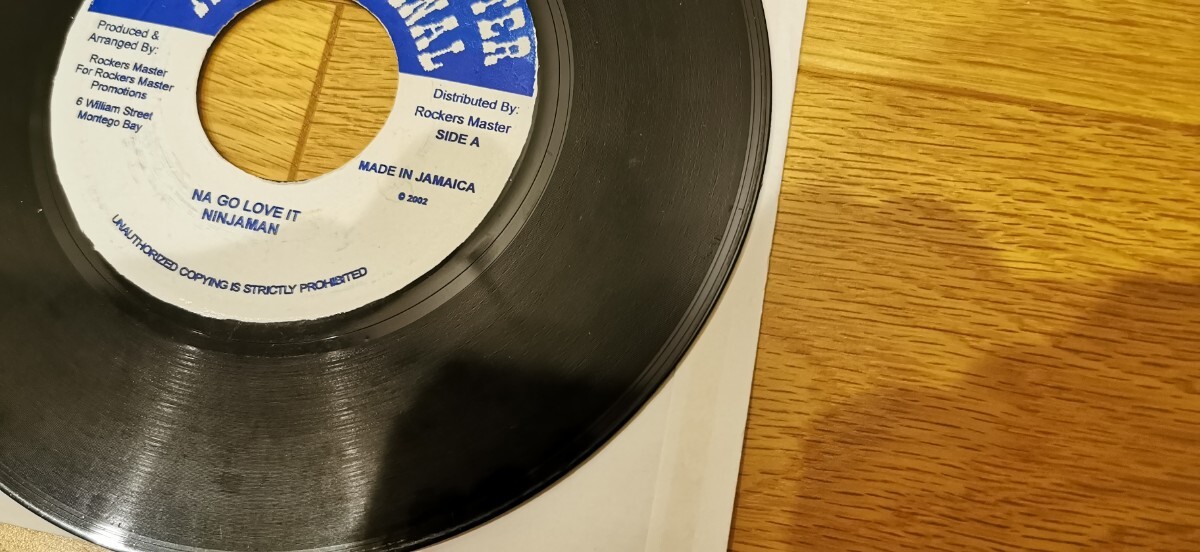 Produced &
Arranged By:
Rockers Master
For Rockers Master
Promotions
6 William Street
Montego Bay
Distributed By:
Rockers Master
SIDE A
MADE IN JAMAICA
© 2002
NA GO LOVE IT
NINJAMAN
UNAUTHORIZED COPYING IS STRICTLY PROHIBITED